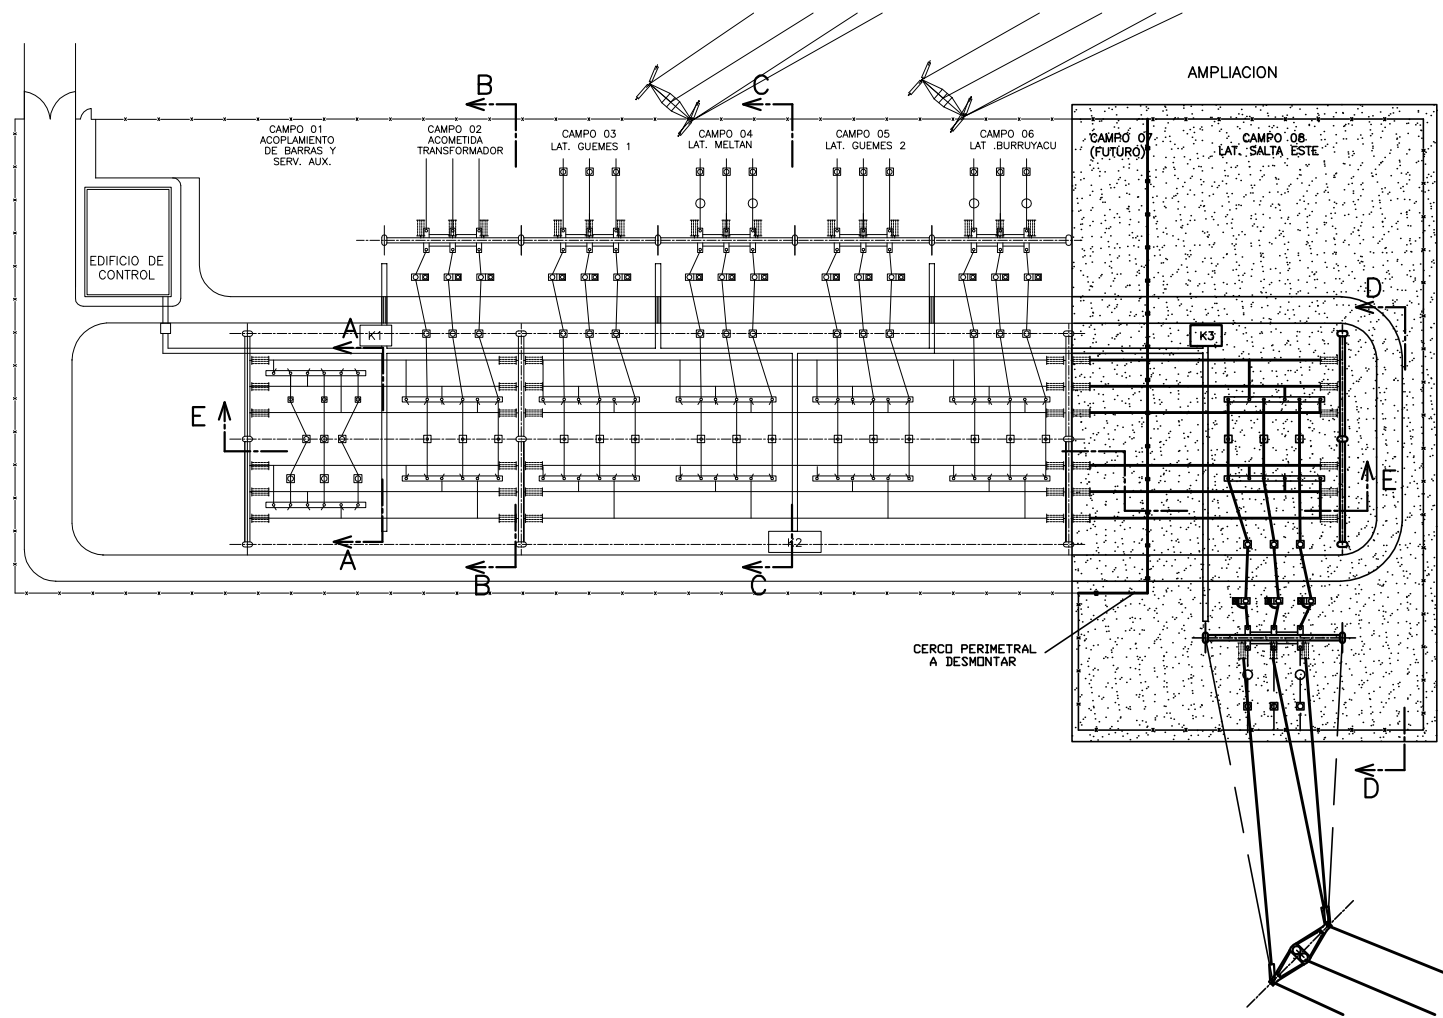 AMPLIACION
B
C
CAMPO 01
ACOPLAMIENTO
DE BARRAS Y
SERV. AUX.
CAMPO 02
ACOMETIDA
TRANSFORMADOR
CAMPO 03
LAT. GUEMES 1
CAMPO 04
LAT. MELTAN
CAMPO 05
LAT. GUEMES 2
CAMPO 06
LAT .BURRUYACU
CAMPO 07
(FUTURO)
CAMPO 08
LAT. SALTA ESTE
EDIFICIO DE
CONTROL
D
A
K1
K3
E
E
K2
A
B
C
CERCO PERIMETRAL
A DESMONTAR
D